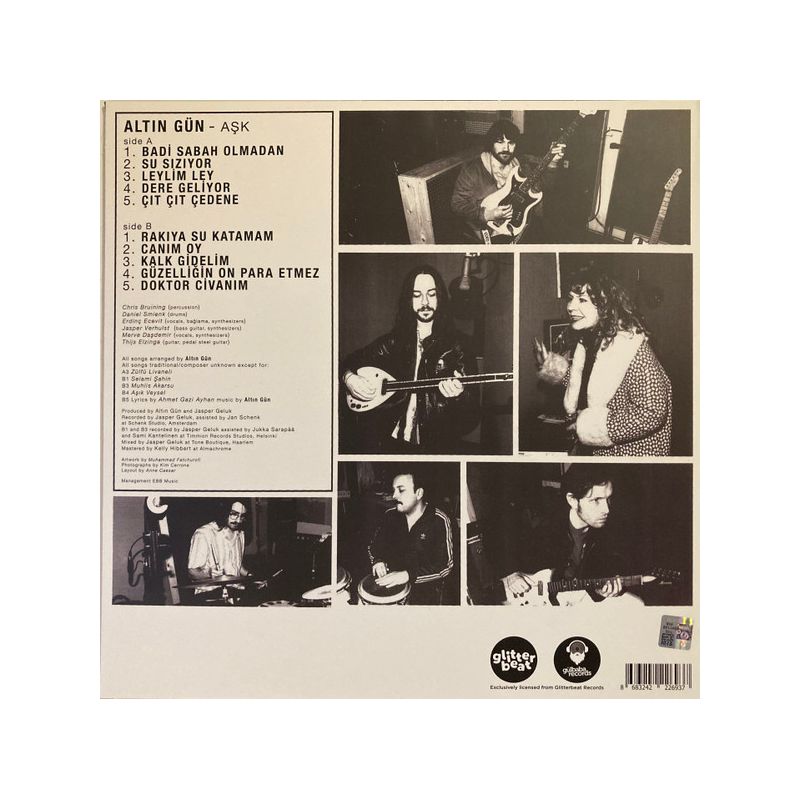 ALTIN GÜN - AŞK
side A
1. BADİ SABAH OLMADAN
2. SU SIZIYOR
3. LEYLİM LEY
4. DERE GELİYOR
5. ÇIT ÇIT ÇEDENE
side B
1. RAKIYA SU KATAMAM
2. CANIM OY
3. KALK GİDELİM
4. GÜZELLİĞİN ON PARA ETMEZ
5. DOKTOR CİVANIM
Chris Bruining (percussion)
Daniel Smienk (drums)
Erdinç Ecevit (vocals, bağlama, synthesizers)
Jasper Verhulst (bass guitar, synthesizers)
Merve Daşdemir (vocals, synthesizers)
Thijs Elzinga (guitar, pedal steel guitar)
All songs arranged by Altın Gün
All songs traditional/composer unknown except for:
A3 Zülfü Livaneli
B1 Selami Şahin
B3 Muhlis Akarsu
B4 Aşık Veysel
B5 Lyrics by Ahmet Gazi Ayhan music by Altın Gün
Produced by Altın Gün and Jasper Geluk
Recorded by Jasper Geluk, assisted by Jan Schenk
at Schenk Studio, Amsterdam
B1 and B3 recorded by Jasper Geluk assisted by Jukka Sarapää
and Sami Kantelinen at Timmion Records Studios, Helsinki
Mixed by Jasper Geluk at Tone Boutique, Haarlem
Mastered by Kelly Hibbert at Almachrome
Artwork by Muhammad Fatchurofi
Photographs by Kim Cerrone
Layout by Anne Caesar
Management EBB Music
glitter
beat
gülbaba
records
Exclusively licensed from Glitterbeat Records
8 683242 226937